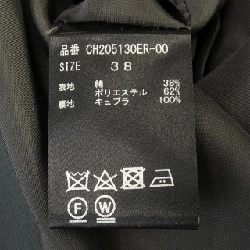 品番 CH205130ER-00
SIZE 38
表地 綿 38%
ポリエステル 62%
裏地 キュプラ 100%
F W